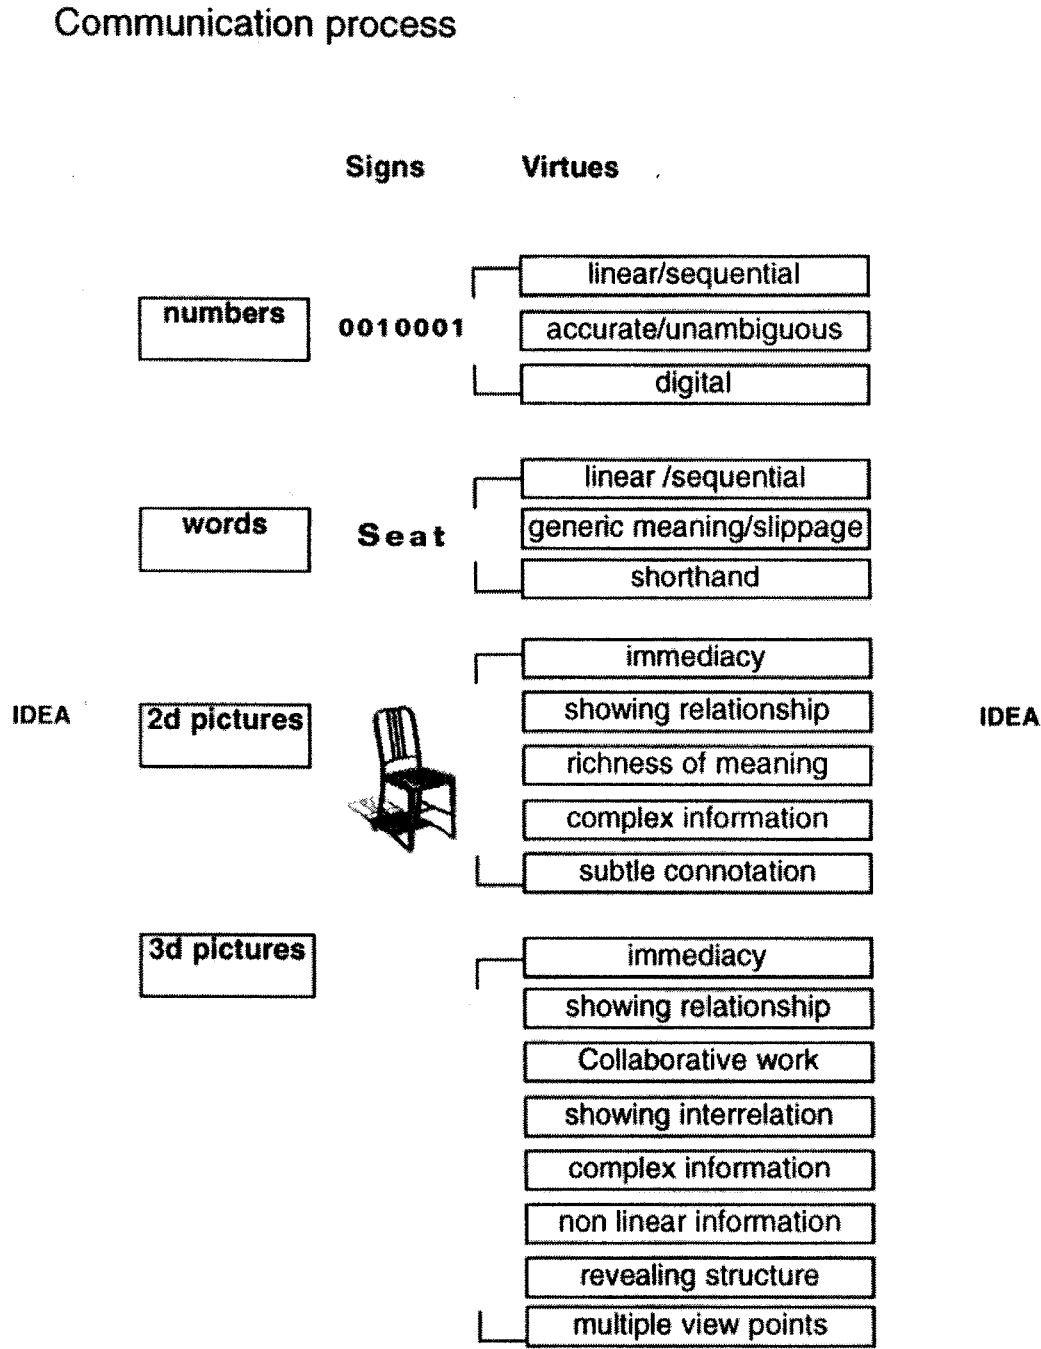 Communication process
Signs Virtues
numbers
0010001
linear/sequential
accurate/unambiguous
digital
words
Seat
linear /sequential
generic meaning/slippage
shorthand
IDEA
2d pictures
immediacy
showing relationship
richness of meaning
complex information
subtle connotation
IDEA
3d pictures
immediacy
showing relationship
Collaborative work
showing interrelation
complex information
non linear information
revealing structure
multiple view points